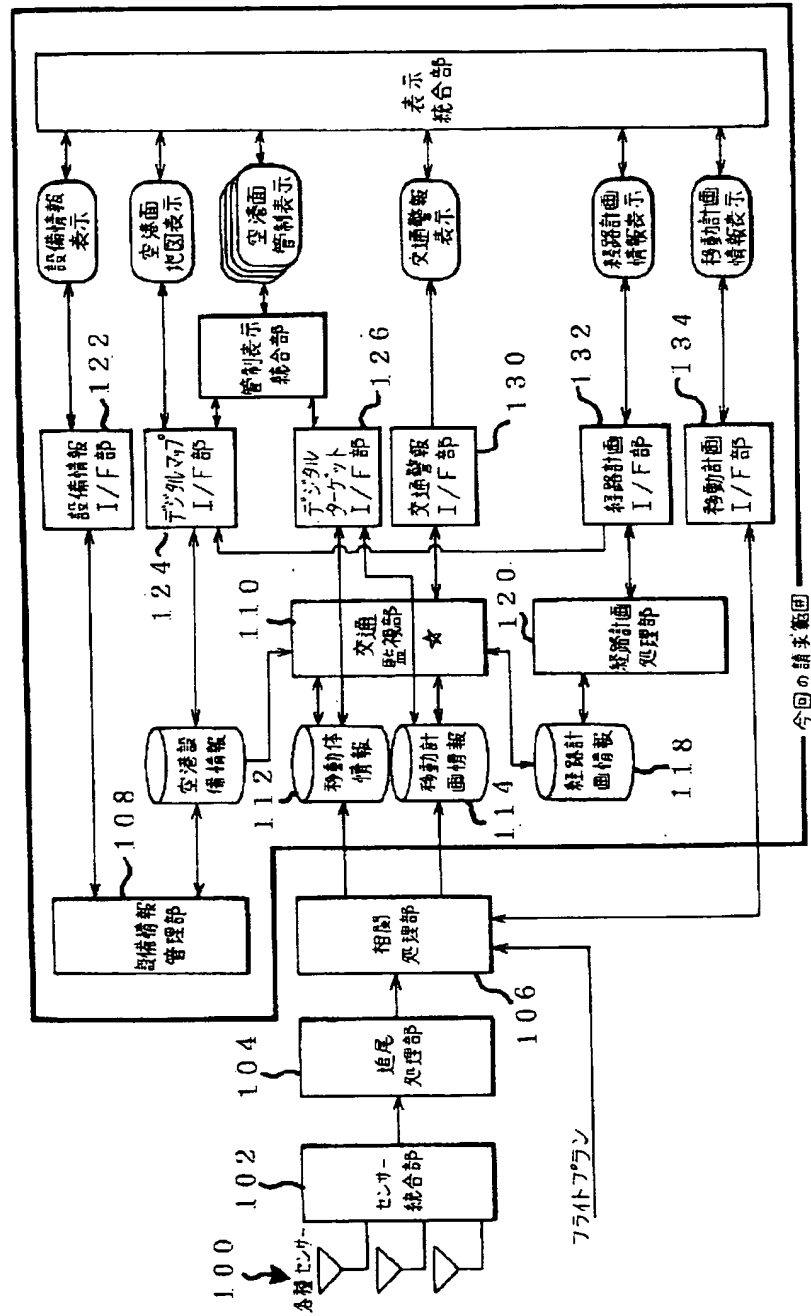 100
各種センサー
102
センサー
統合部
104
追尾
処理部
106
相関
処理部
フライトプラン
108
設備情報
管理部
空港設
備情報
112
移動体
情報
114
移動計
画情報
118
経路計
画情報
110
交通
監視部
☆
120
経路計画
処理部
122
設備情報
I/F部
124
デジタルマップ
I/F部
管制表示
統合部
126
デジタル
ターゲット
I/F部
130
交通警報
I/F部
132
経路計画
I/F部
134
移動計画
I/F部
設備情報
表示
空港面
地図表示
空港面
管制表示
交通警報
表示
経路計画
情報表示
移動計画
情報表示
表示
統合部
今回の請求範囲